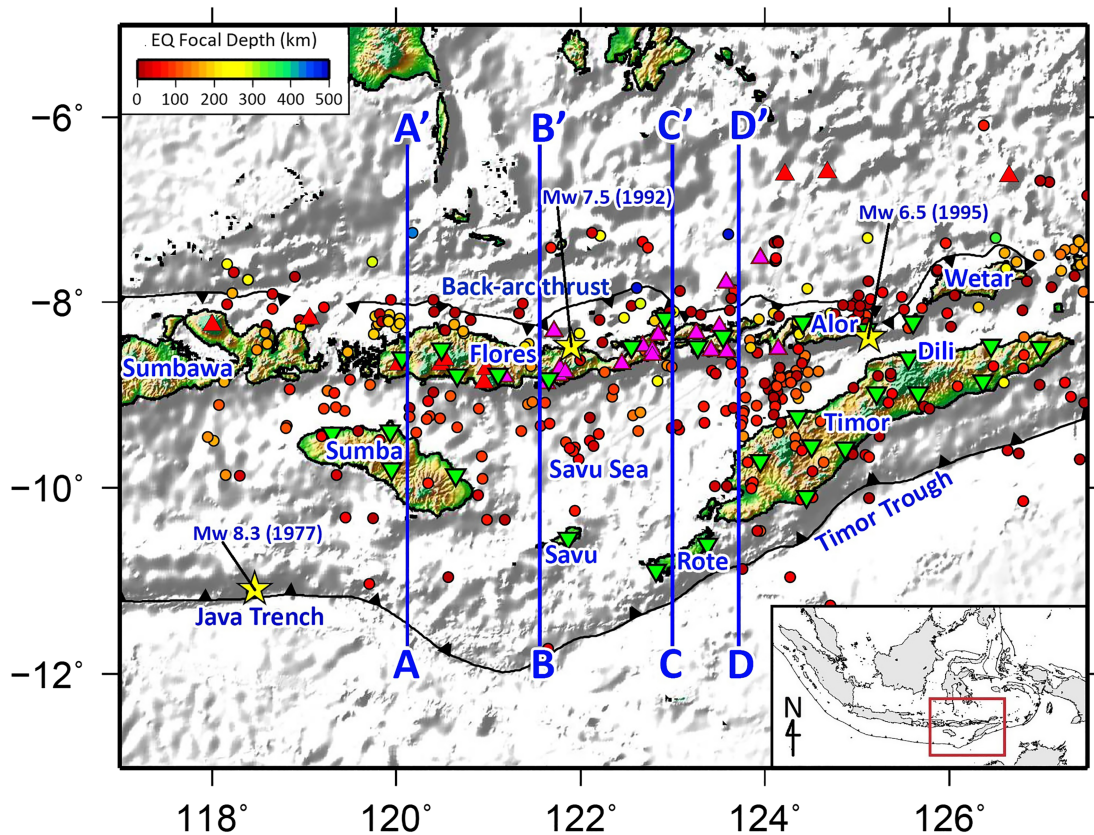 EQ Focal Depth (km)
0 100 200 300 400 500
−6°
−8°
−10°
−12°
A’ B’ C’ D’
Mw 7.5 (1992)
Mw 6.5 (1995)
Wetar
Back-arc thrust
Alor
Flores
Dili
Sumbawa
Timor
Sumba
Savu Sea
Timor Trough
Mw 8.3 (1977)
Savu
Rote
Java Trench
A B C D
N
118° 120° 122° 124° 126°